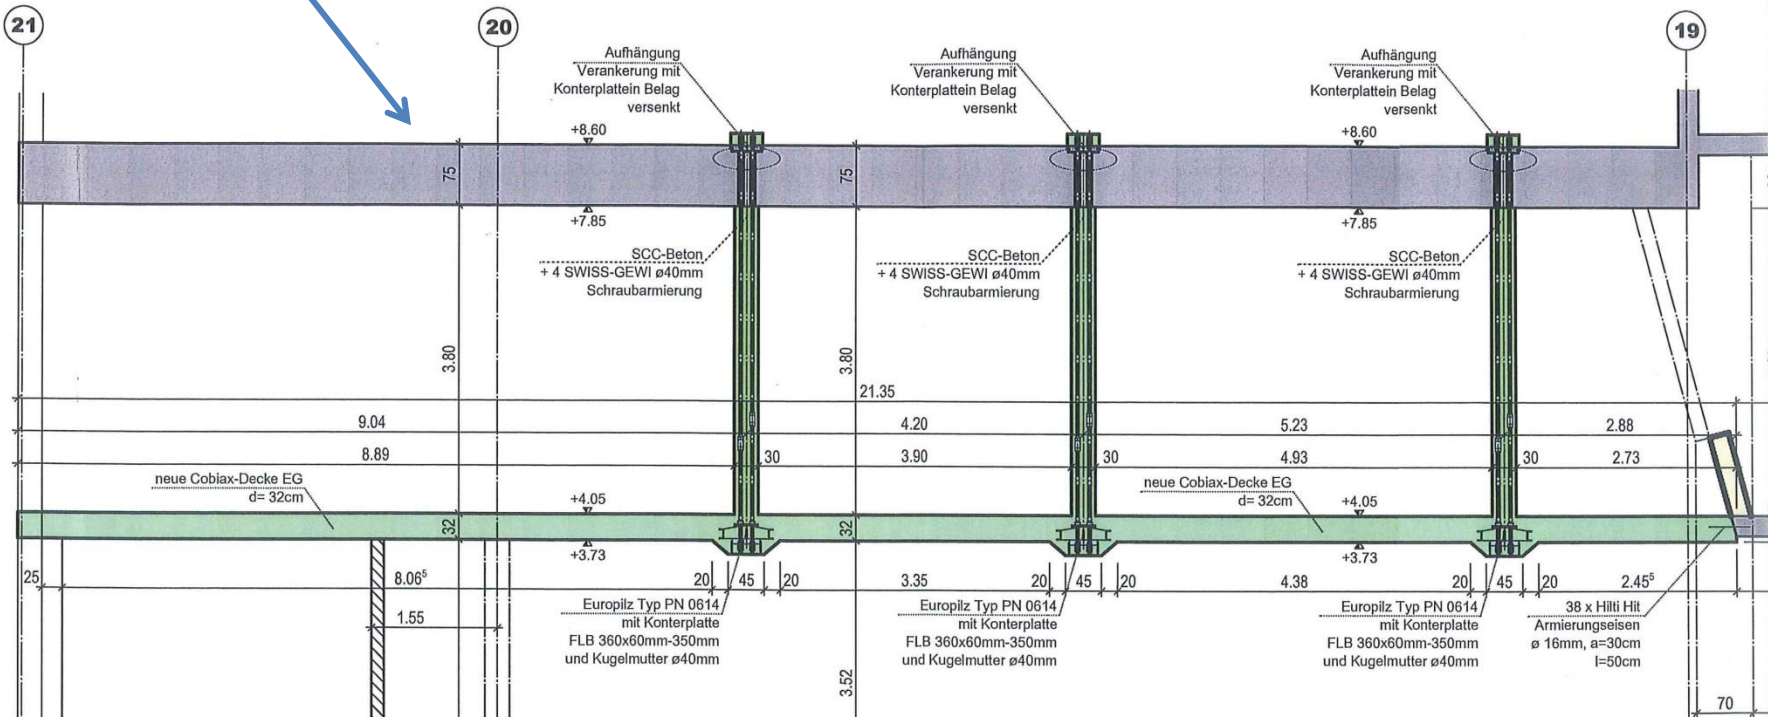 21
20
19
Aufhängung
Verankerung mit
Konterplattein Belag
versenkt
Aufhängung
Verankerung mit
Konterplattein Belag
versenkt
Aufhängung
Verankerung mit
Konterplattein Belag
versenkt
+8.60
+8.60
75
75
+7.85
+7.85
SCC-Beton
+ 4 SWISS-GEWI ø40mm
Schraubarmierung
SCC-Beton
+ 4 SWISS-GEWI ø40mm
Schraubarmierung
SCC-Beton
+ 4 SWISS-GEWI ø40mm
Schraubarmierung
3.80
3.80
21.35
9.04
4.20
5.23
2.88
8.89
30
3.90
30
4.93
30
2.73
neue Cobiax-Decke EG
d= 32cm
neue Cobiax-Decke EG
d= 32cm
+4.05
+4.05
32
32
+3.73
+3.73
25
8.06⁵
20
45
20
3.35
20
45
20
4.38
20
45
20
2.45⁵
1.55
Europilz Typ PN 0614
mit Konterplatte
FLB 360x60mm-350mm
und Kugelmutter ø40mm
Europilz Typ PN 0614
mit Konterplatte
FLB 360x60mm-350mm
und Kugelmutter ø40mm
Europilz Typ PN 0614
mit Konterplatte
FLB 360x60mm-350mm
und Kugelmutter ø40mm
38 x Hilti Hit
Armierungseisen
ø 16mm, a=30cm
l=50cm
3.52
70